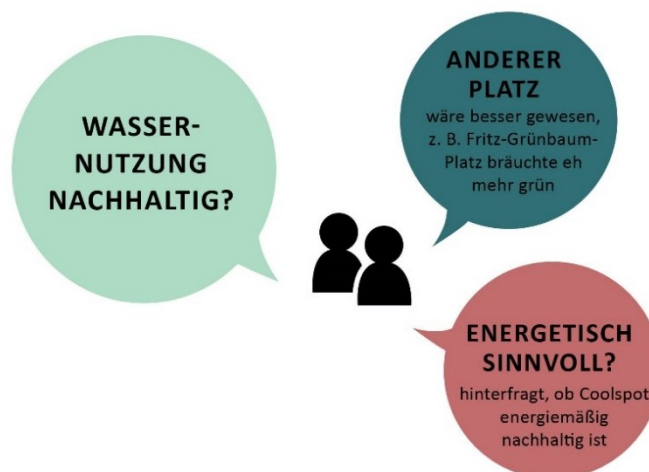 WASSER-
NUTZUNG
NACHHALTIG?
ANDERER
PLATZ
wäre besser gewesen,
z. B. Fritz-Grünbaum-
Platz bräuchte eh
mehr grün
ENERGETISCH
SINNVOLL?
hinterfragt, ob Coolspot
energiemäßig
nachhaltig ist